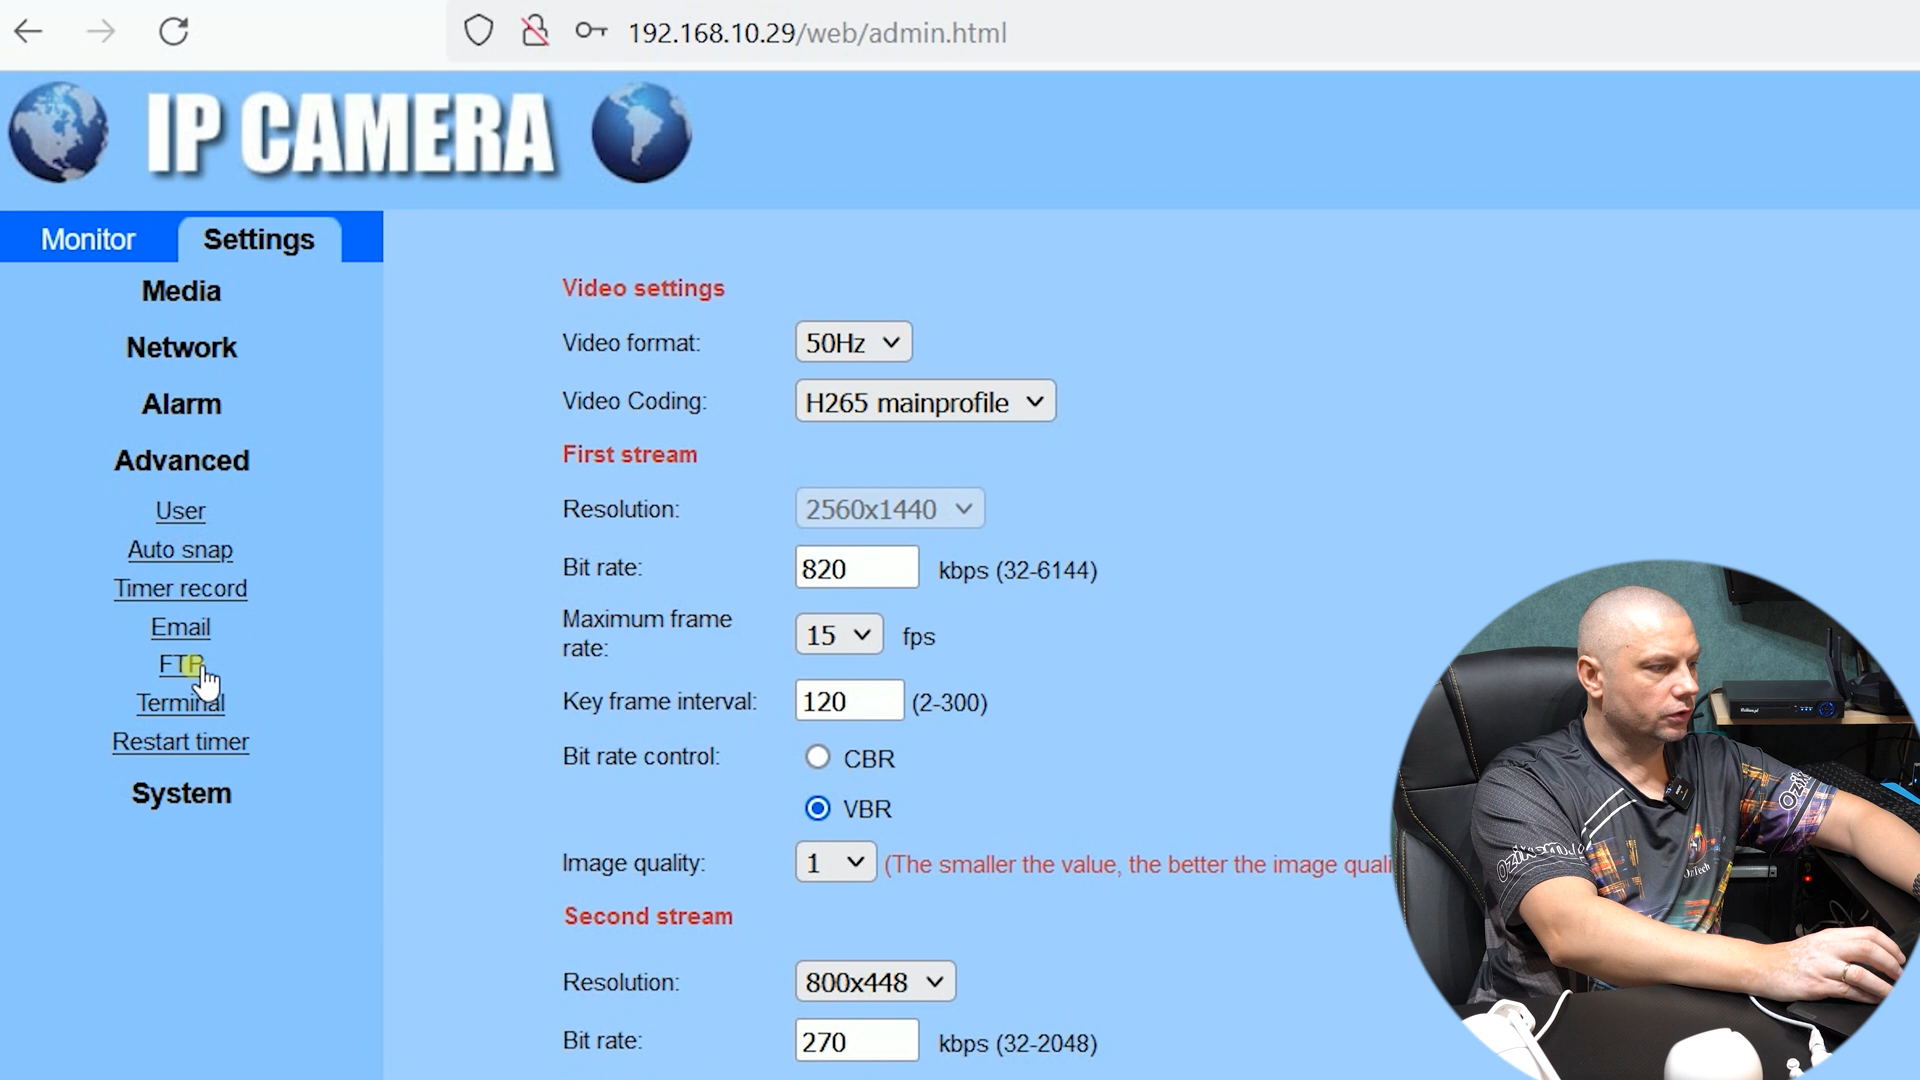 192.168.10.29/web/admin.html
IP CAMERA
Monitor
Settings
Media
Network
Alarm
Advanced
User
Auto snap
Timer record
Email
FTP
Terminal
Restart timer
System
Video settings
Video format:
50Hz
Video Coding:
H265 mainprofile
First stream
Resolution:
2560x1440
Bit rate:
820
kbps (32-6144)
Maximum frame
rate:
15
fps
Key frame interval:
120
(2-300)
Bit rate control:
CBR
VBR
Image quality:
1
(The smaller the value, the better the image quali
Second stream
Resolution:
800x448
Bit rate:
270
kbps (32-2048)